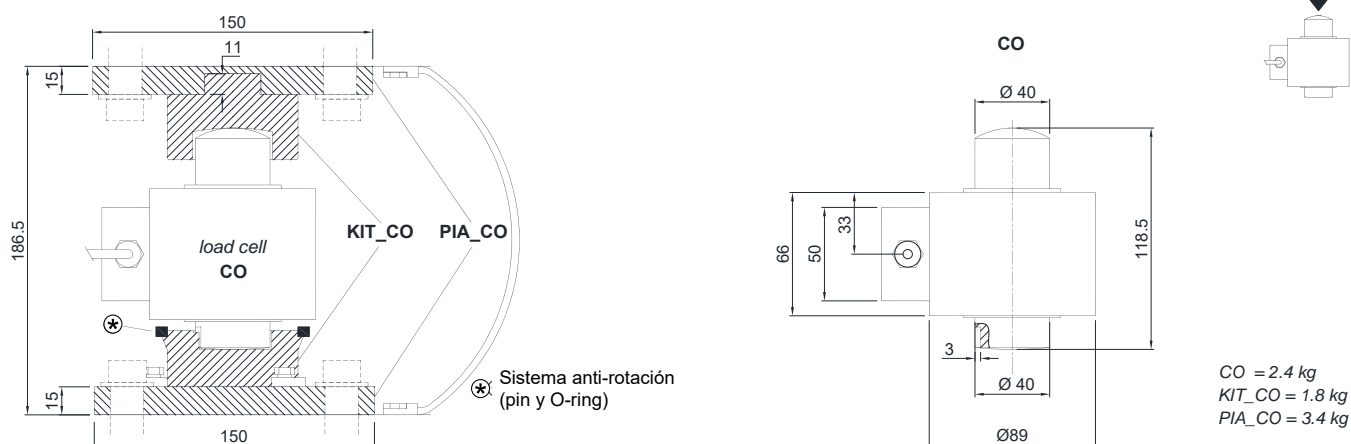 150
11
15
186.5
load cell
CO
KIT_CO
PIA_CO
15
150
Sistema anti-rotación
(pin y O-ring)
CO
Ø 40
66
50
33
118.5
3
Ø 40
Ø89
CO = 2.4 kg
KIT_CO = 1.8 kg
PIA_CO = 3.4 kg